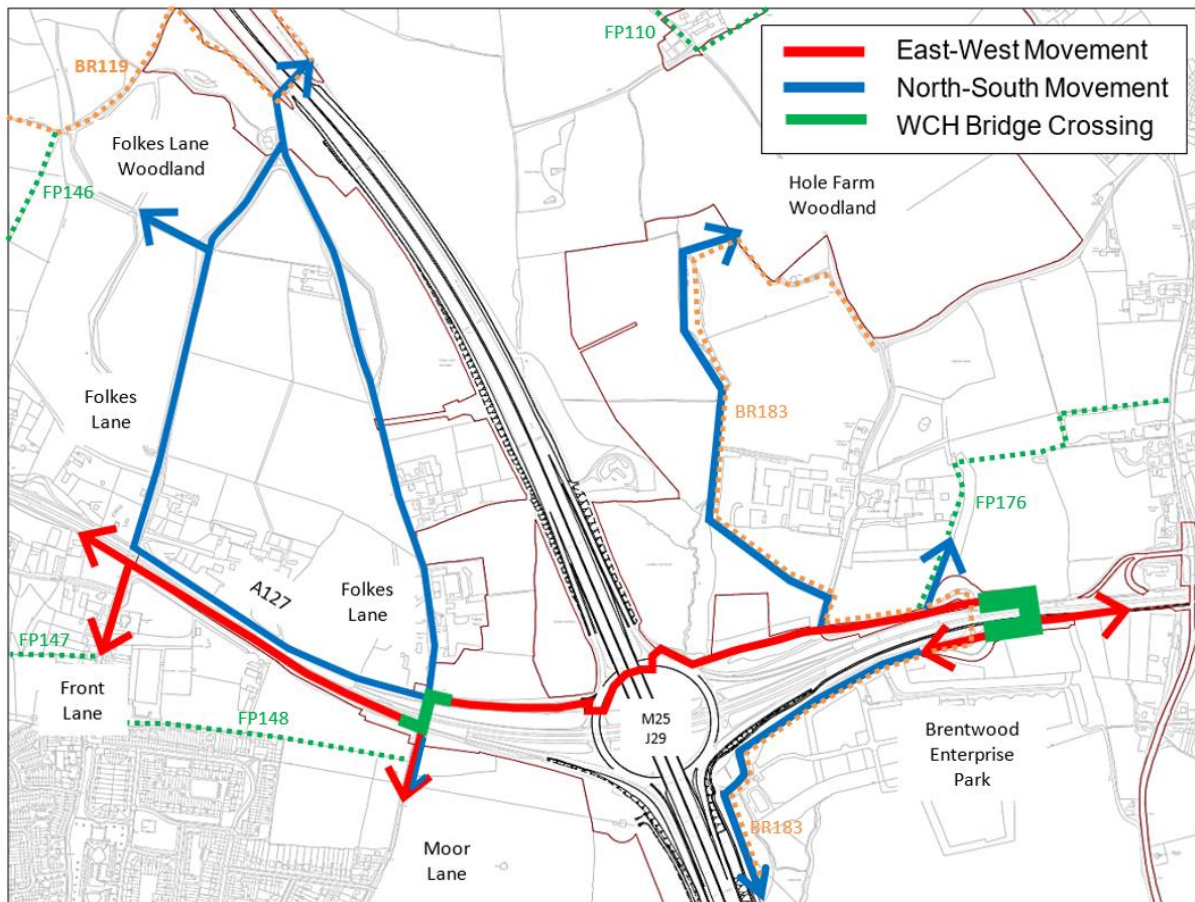 FP110
East-West Movement
North-South Movement
WCH Bridge Crossing
BR119
Folkes Lane
Woodland
FP146
Hole Farm
Woodland
BR183
Folkes
Lane
FP176
A127
Folkes
Lane
FP147
Front
Lane
FP148
M25
J29
Brentwood
Enterprise
Park
BR183
Moor
Lane